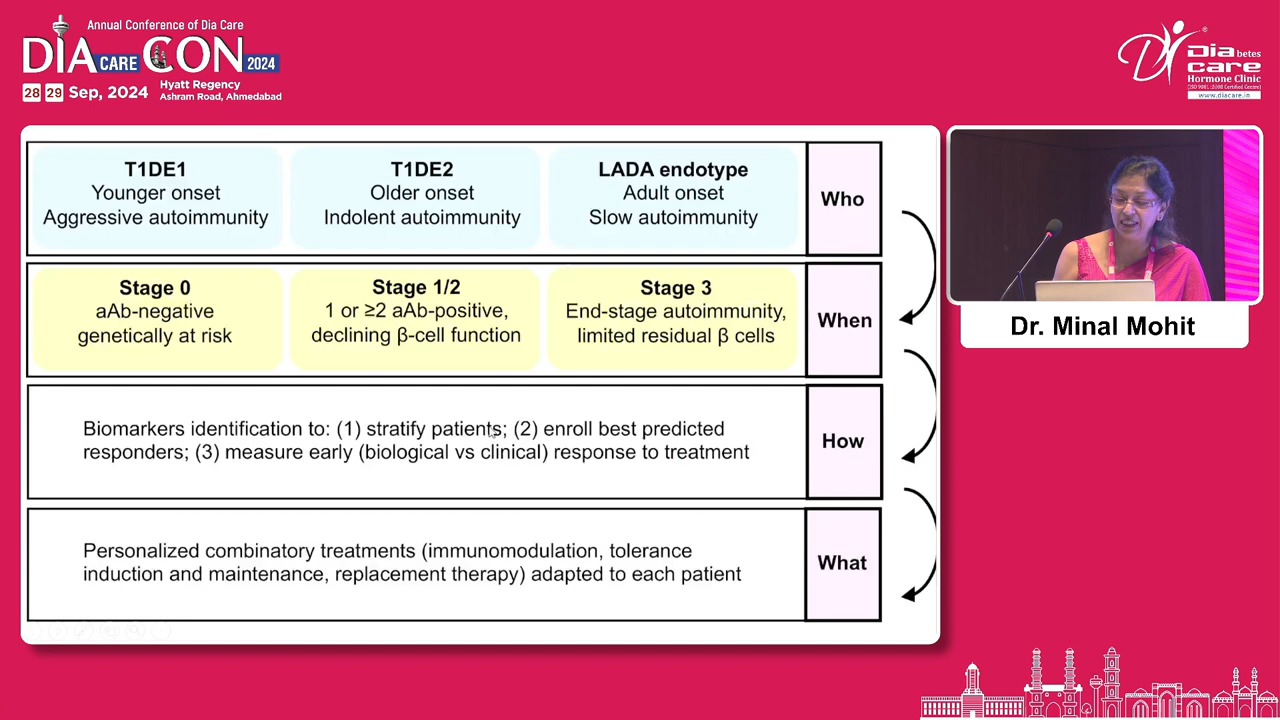 Annual Conference of Dia Care
DIA CARE CON 2024
28 29 Sep, 2024
Hyatt Regency
Ashram Road, Ahmedabad
Diabetes
care
Hormone Clinic
(ISO 9001:2008 Certified Centre)
www.diacare.in
T1DE1
Younger onset
Aggressive autoimmunity
T1DE2
Older onset
Indolent autoimmunity
LADA endotype
Adult onset
Slow autoimmunity
Who
Stage 0
aAb-negative
genetically at risk
Stage 1/2
1 or ≥2 aAb-positive,
declining β-cell function
Stage 3
End-stage autoimmunity,
limited residual β cells
When
Biomarkers identification to: (1) stratify patients; (2) enroll best predicted
responders; (3) measure early (biological vs clinical) response to treatment
How
Personalized combinatory treatments (immunomodulation, tolerance
induction and maintenance, replacement therapy) adapted to each patient
What
Dr. Minal Mohit